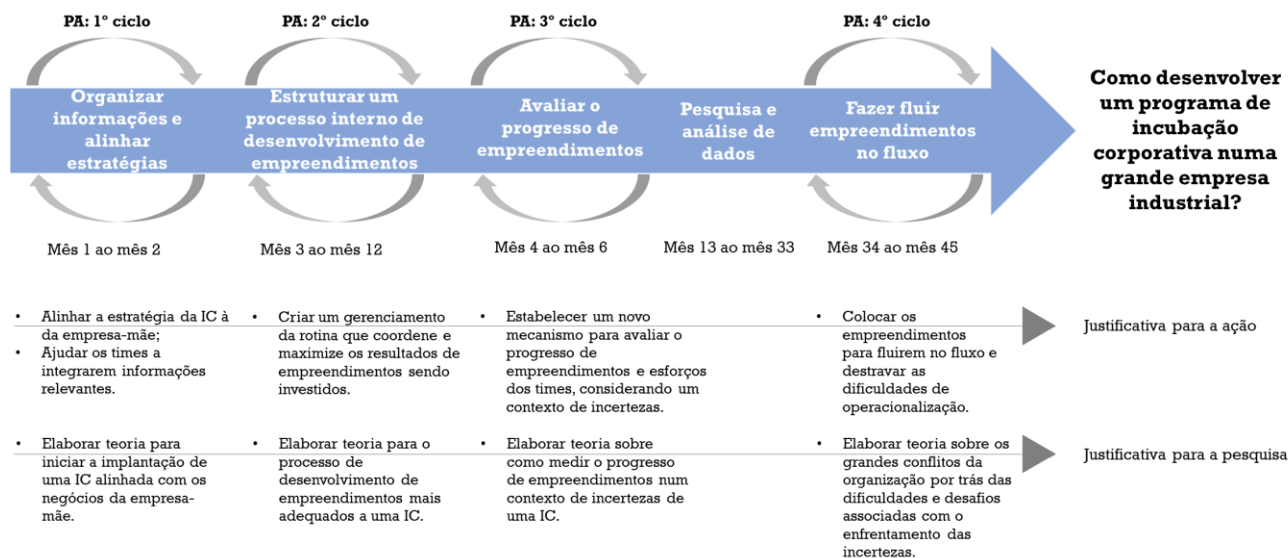 PA: 1º ciclo
PA: 2º ciclo
PA: 3º ciclo
PA: 4º ciclo
Organizar
informações e
alinhar
estratégias
Estruturar um
processo interno de
desenvolvimento de
empreendimentos
Avaliar o
progresso de
empreendimentos
Pesquisa e
análise de
dados
Fazer fluir
empreendimentos
no fluxo
Como desenvolver
um programa de
incubação
corporativa numa
grande empresa
industrial?
Mês 1 ao mês 2
Mês 3 ao mês 12
Mês 4 ao mês 6
Mês 13 ao mês 33
Mês 34 ao mês 45
• Alinhar a estratégia da IC à
da empresa-mãe;
• Ajudar os times a
integrarem informações
relevantes.
• Criar um gerenciamento
da rotina que coordene e
maximize os resultados de
empreendimentos sendo
investidos.
• Estabelecer um novo
mecanismo para avaliar o
progresso de
empreendimentos e esforços
dos times, considerando um
contexto de incertezas.
• Colocar os
empreendimentos
para fluirem no fluxo e
destravar as
dificuldades de
operacionalização.
Justificativa para a ação
• Elaborar teoria para
iniciar a implantação de
uma IC alinhada com os
negócios da empresa-
mãe.
• Elaborar teoria para o
processo de
desenvolvimento de
empreendimentos mais
adequados a uma IC.
• Elaborar teoria sobre
como medir o progresso
de empreendimentos num
contexto de incertezas de
uma IC.
• Elaborar teoria sobre os
grandes conflitos da
organização por trás das
dificuldades e desafios
associadas com o
enfrentamento das
incertezas.
Justificativa para a pesquisa